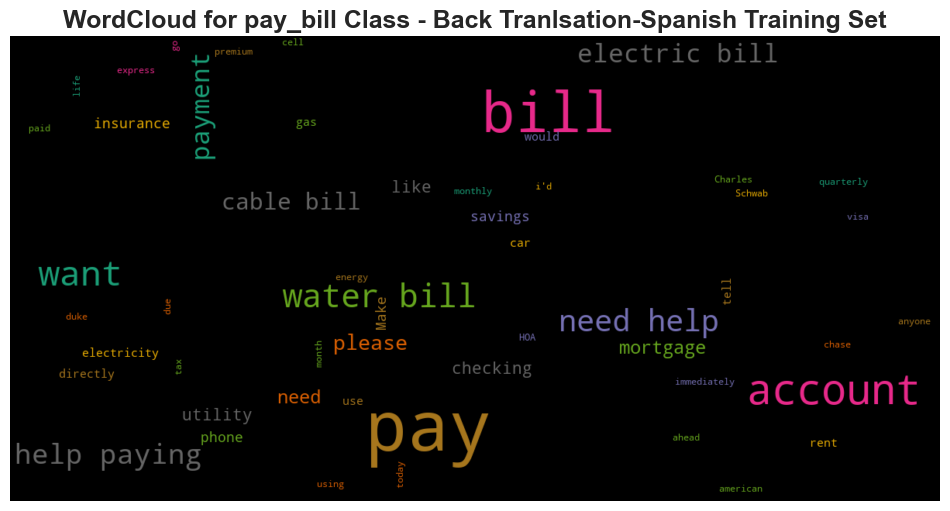 WordCloud for pay_bill Class - Back Tranlsation-Spanish Training Set
go
cell
premium
electric bill
express
life
payment
bill
paid
insurance
gas
would
Charles
quarterly
like
monthly
i'd
Schwab
cable bill
savings
visa
car
want
energy
tell
water bill
due
Make
duke
need help
anyone
HOA
please
mortgage
chase
electricity
month
tax
directly
checking
immediately
account
need
use
utility
pay
phone
ahead
rent
help paying
today
using
american